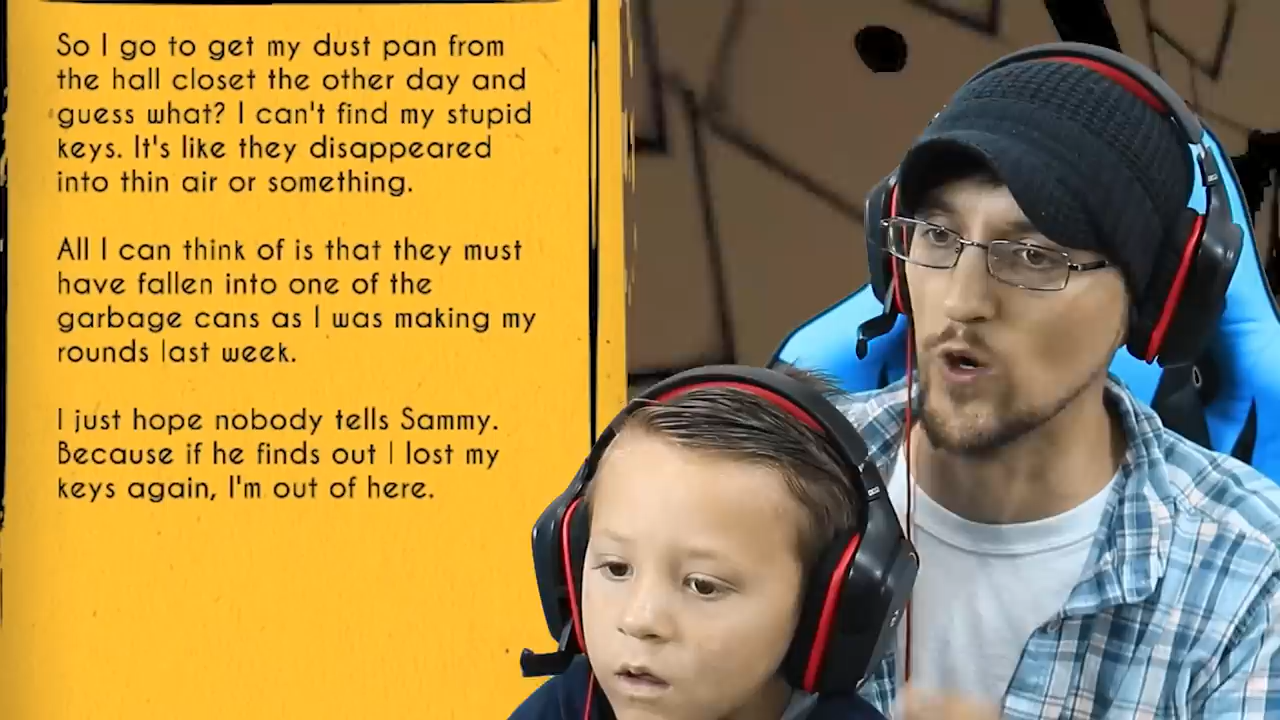 So I go to get my dust pan from
the hall closet the other day and
guess what? I can't find my stupid
keys. It's like they disappeared
into thin air or something.
All I can think of is that they must
have fallen into one of the
garbage cans as I was making my
rounds last week.
I just hope nobody tells Sammy.
Because if he finds out I lost my
keys again, I'm out of here.